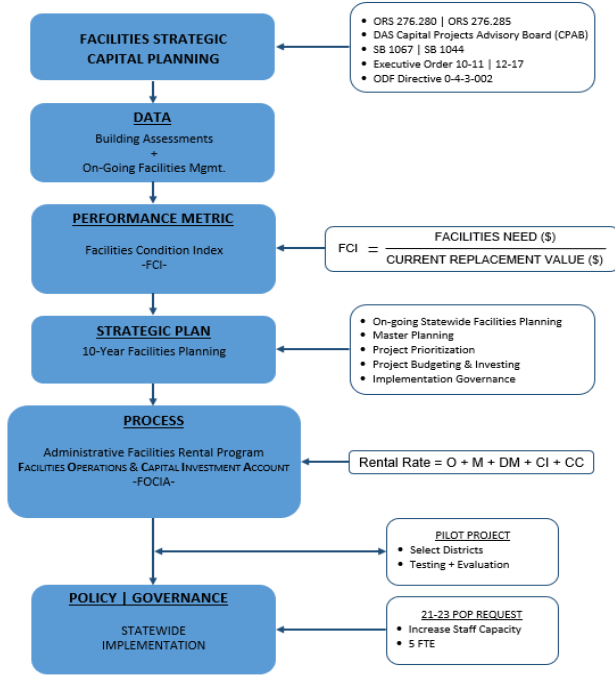 FACILITIES STRATEGIC
CAPITAL PLANNING
• ORS 276.280 | ORS 276.285
• DAS Capital Projects Advisory Board (CPAB)
• SB 1067 | SB 1044
• Executive Order 10-11 | 12-17
• ODF Directive 0-4-3-002
DATA
Building Assessments
+
On-Going Facilities Mgmt.
PERFORMANCE METRIC
Facilities Condition Index
-FCI-
FCI = FACILITIES NEED ($)
CURRENT REPLACEMENT VALUE ($)
STRATEGIC PLAN
10-Year Facilities Planning
• On-going Statewide Facilities Planning
• Master Planning
• Project Prioritization
• Project Budgeting & Investing
• Implementation Governance
PROCESS
Administrative Facilities Rental Program
FACILITIES OPERATIONS & CAPITAL INVESTMENT ACCOUNT
-FOCIA-
Rental Rate = O + M + DM + CI + CC
PILOT PROJECT
• Select Districts
• Testing + Evaluation
POLICY | GOVERNANCE
STATEWIDE
IMPLEMENTATION
21-23 POP REQUEST
• Increase Staff Capacity
• 5 FTE